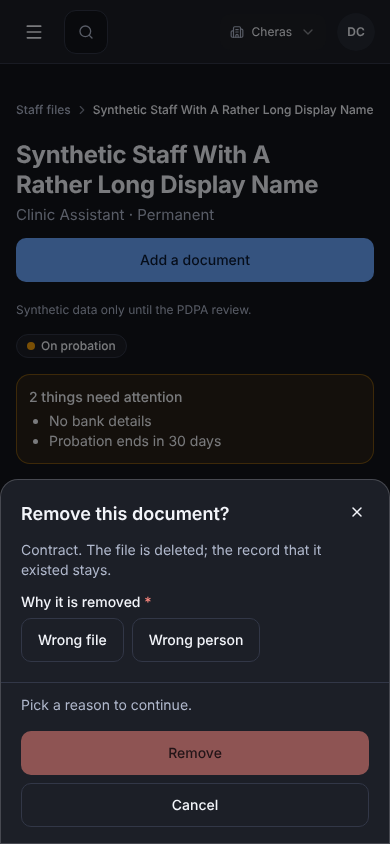 Cheras
DC
Staff files > Synthetic Staff With A Rather Long Display Name
Synthetic Staff With A
Rather Long Display Name
Clinic Assistant · Permanent
Add a document
Synthetic data only until the PDPA review.
On probation
2 things need attention
• No bank details
• Probation ends in 30 days
Remove this document?
Contract. The file is deleted; the record that it
existed stays.
Why it is removed *
Wrong file
Wrong person
Pick a reason to continue.
Remove
Cancel